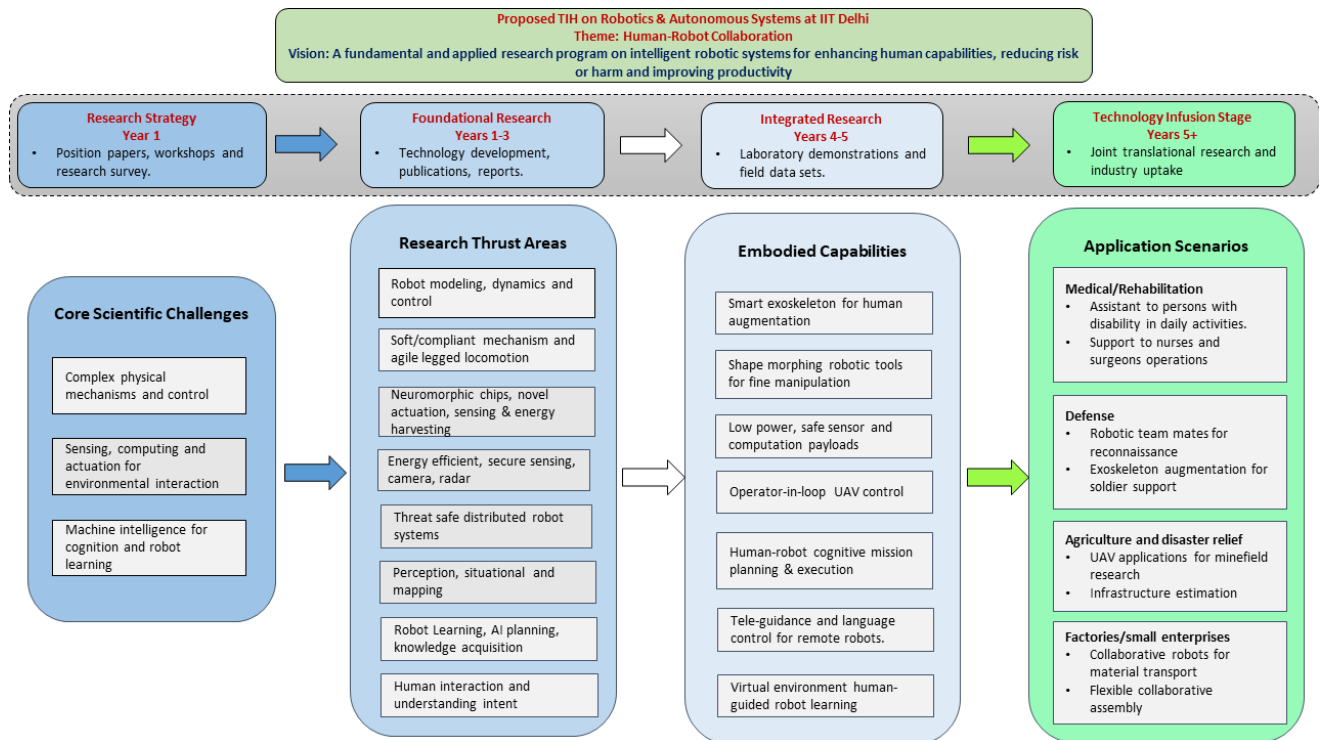 Proposed TIH on Robotics & Autonomous Systems at IIT Delhi
Theme: Human-Robot Collaboration
Vision: A fundamental and applied research program on intelligent robotic systems for enhancing human capabilities, reducing risk
or harm and improving productivity
Research Strategy
Year 1
• Position papers, workshops and
research survey.
Foundational Research
Years 1-3
• Technology development,
publications, reports.
Integrated Research
Years 4-5
• Laboratory demonstrations and
field data sets.
Technology Infusion Stage
Years 5+
• Joint translational research and
industry uptake
Core Scientific Challenges
Complex physical
mechanisms and control
Sensing, computing and
actuation for
environmental interaction
Machine intelligence for
cognition and robot
learning
Research Thrust Areas
Robot modeling, dynamics and
control
Soft/compliant mechanism and
agile legged locomotion
Neuromorphic chips, novel
actuation, sensing & energy
harvesting
Energy efficient, secure sensing,
camera, radar
Threat safe distributed robot
systems
Perception, situational and
mapping
Robot Learning, AI planning,
knowledge acquisition
Human interaction and
understanding intent
Embodied Capabilities
Smart exoskeleton for human
augmentation
Shape morphing robotic tools
for fine manipulation
Low power, safe sensor and
computation payloads
Operator-in-loop UAV control
Human-robot cognitive mission
planning & execution
Tele-guidance and language
control for remote robots.
Virtual environment human-
guided robot learning
Application Scenarios
Medical/Rehabilitation
• Assistant to persons with
disability in daily activities.
• Support to nurses and
surgeons operations
Defense
• Robotic team mates for
reconnaissance
• Exoskeleton augmentation for
soldier support
Agriculture and disaster relief
• UAV applications for minefield
research
• Infrastructure estimation
Factories/small enterprises
• Collaborative robots for
material transport
• Flexible collaborative
assembly